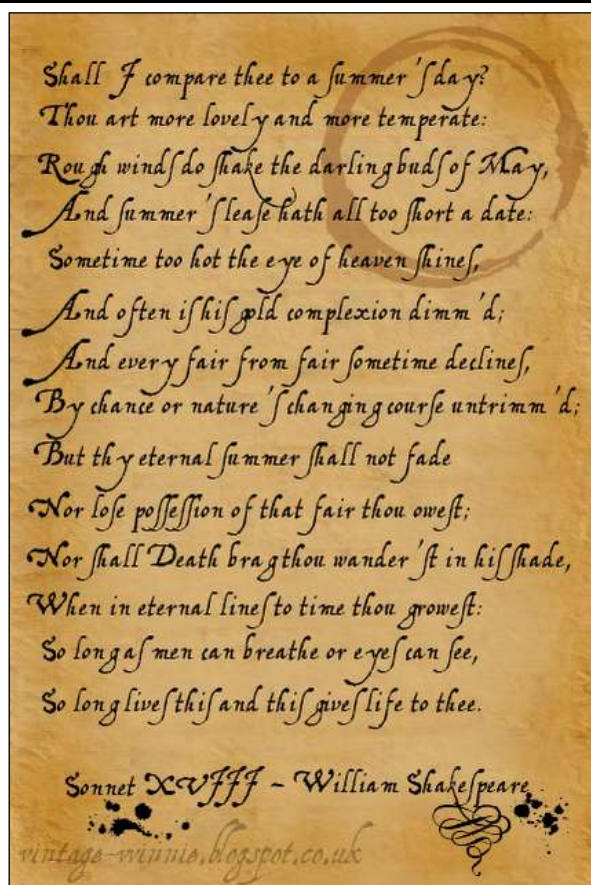 Shall I compare thee to a summer's day?
Thou art more lovely and more temperate:
Rough winds do shake the darling buds of May,
And summer's lease hath all too short a date:
Sometime too hot the eye of heaven shines,
And often is his gold complexion dimm'd;
And every fair from fair sometime declines,
By chance or nature's changing course untrimm'd;
But thy eternal summer shall not fade
Nor lose possession of that fair thou owest;
Nor shall Death brag thou wander'st in his shade,
When in eternal lines to time thou growest:
So long as men can breathe or eyes can see,
So long lives this and this gives life to thee.
Sonnet XVIII - William Shakespeare
vintage-winnie.blogspot.co.uk